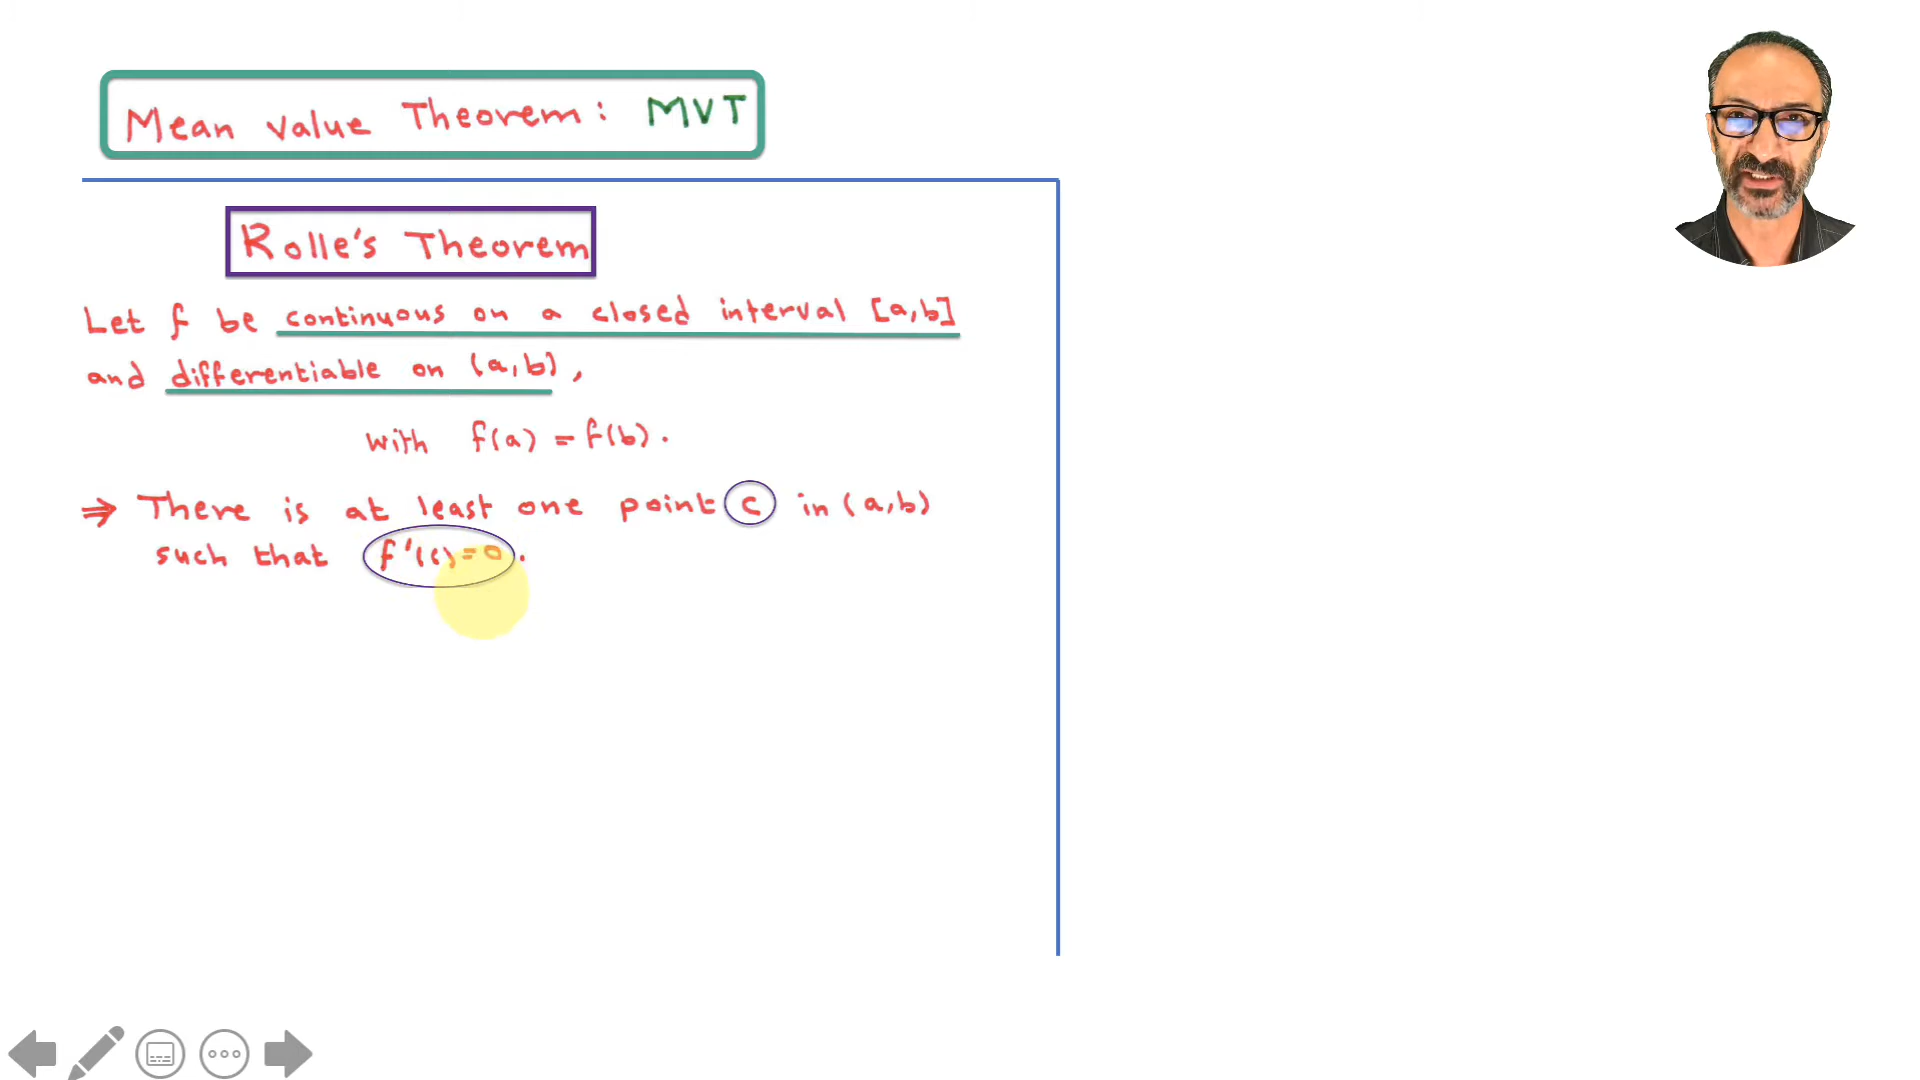 Mean value Theorem: MVT
Rolle's Theorem
Let f be continuous on a closed interval [a,b]
and differentiable on (a,b),
with f(a) = f(b).
⇒ There is at least one point c in (a,b)
such that f'(c)=0.